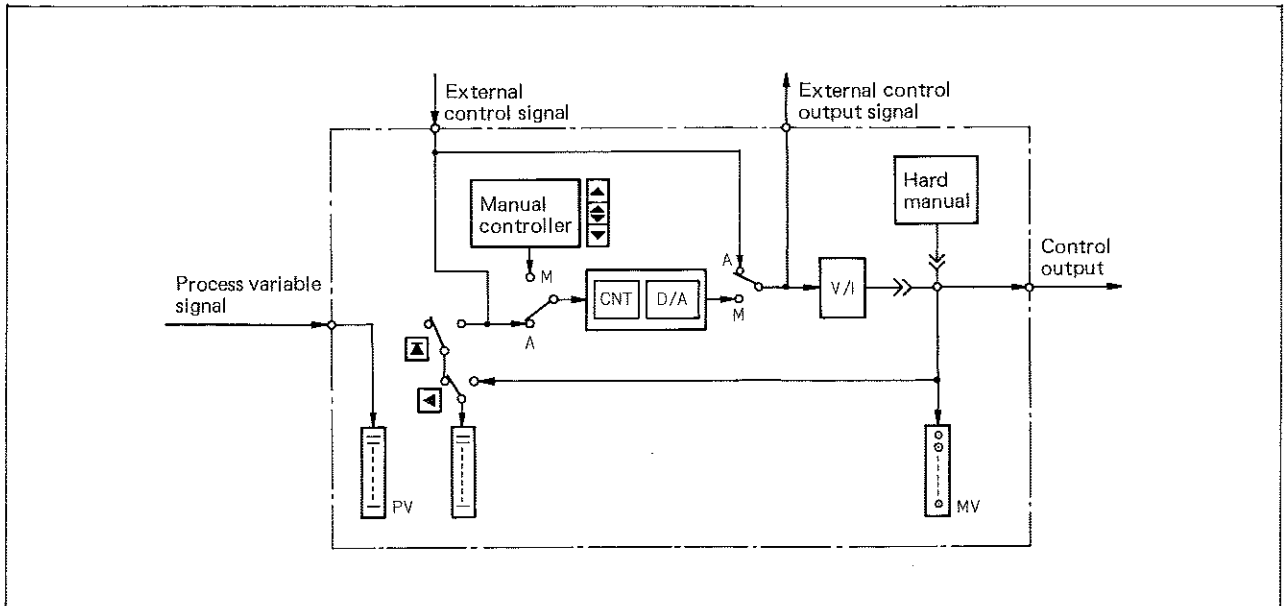 External
control signal
External control
output signal
Manual
controller
Hard
manual
Control
output
Process variable
signal
M
A
CNT
D/A
A
M
V/I
PV
MV